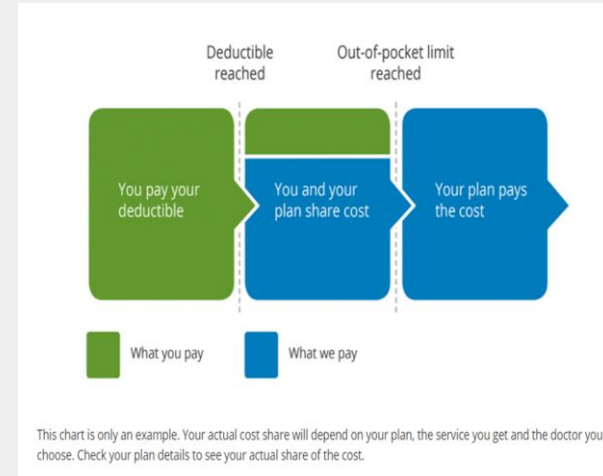 Deductible
reached
Out-of-pocket limit
reached
You pay your
deductible
You and your
plan share cost
Your plan pays
the cost
What you pay
What we pay
This chart is only an example. Your actual cost share will depend on your plan, the service you get and the doctor you
choose. Check your plan details to see your actual share of the cost.